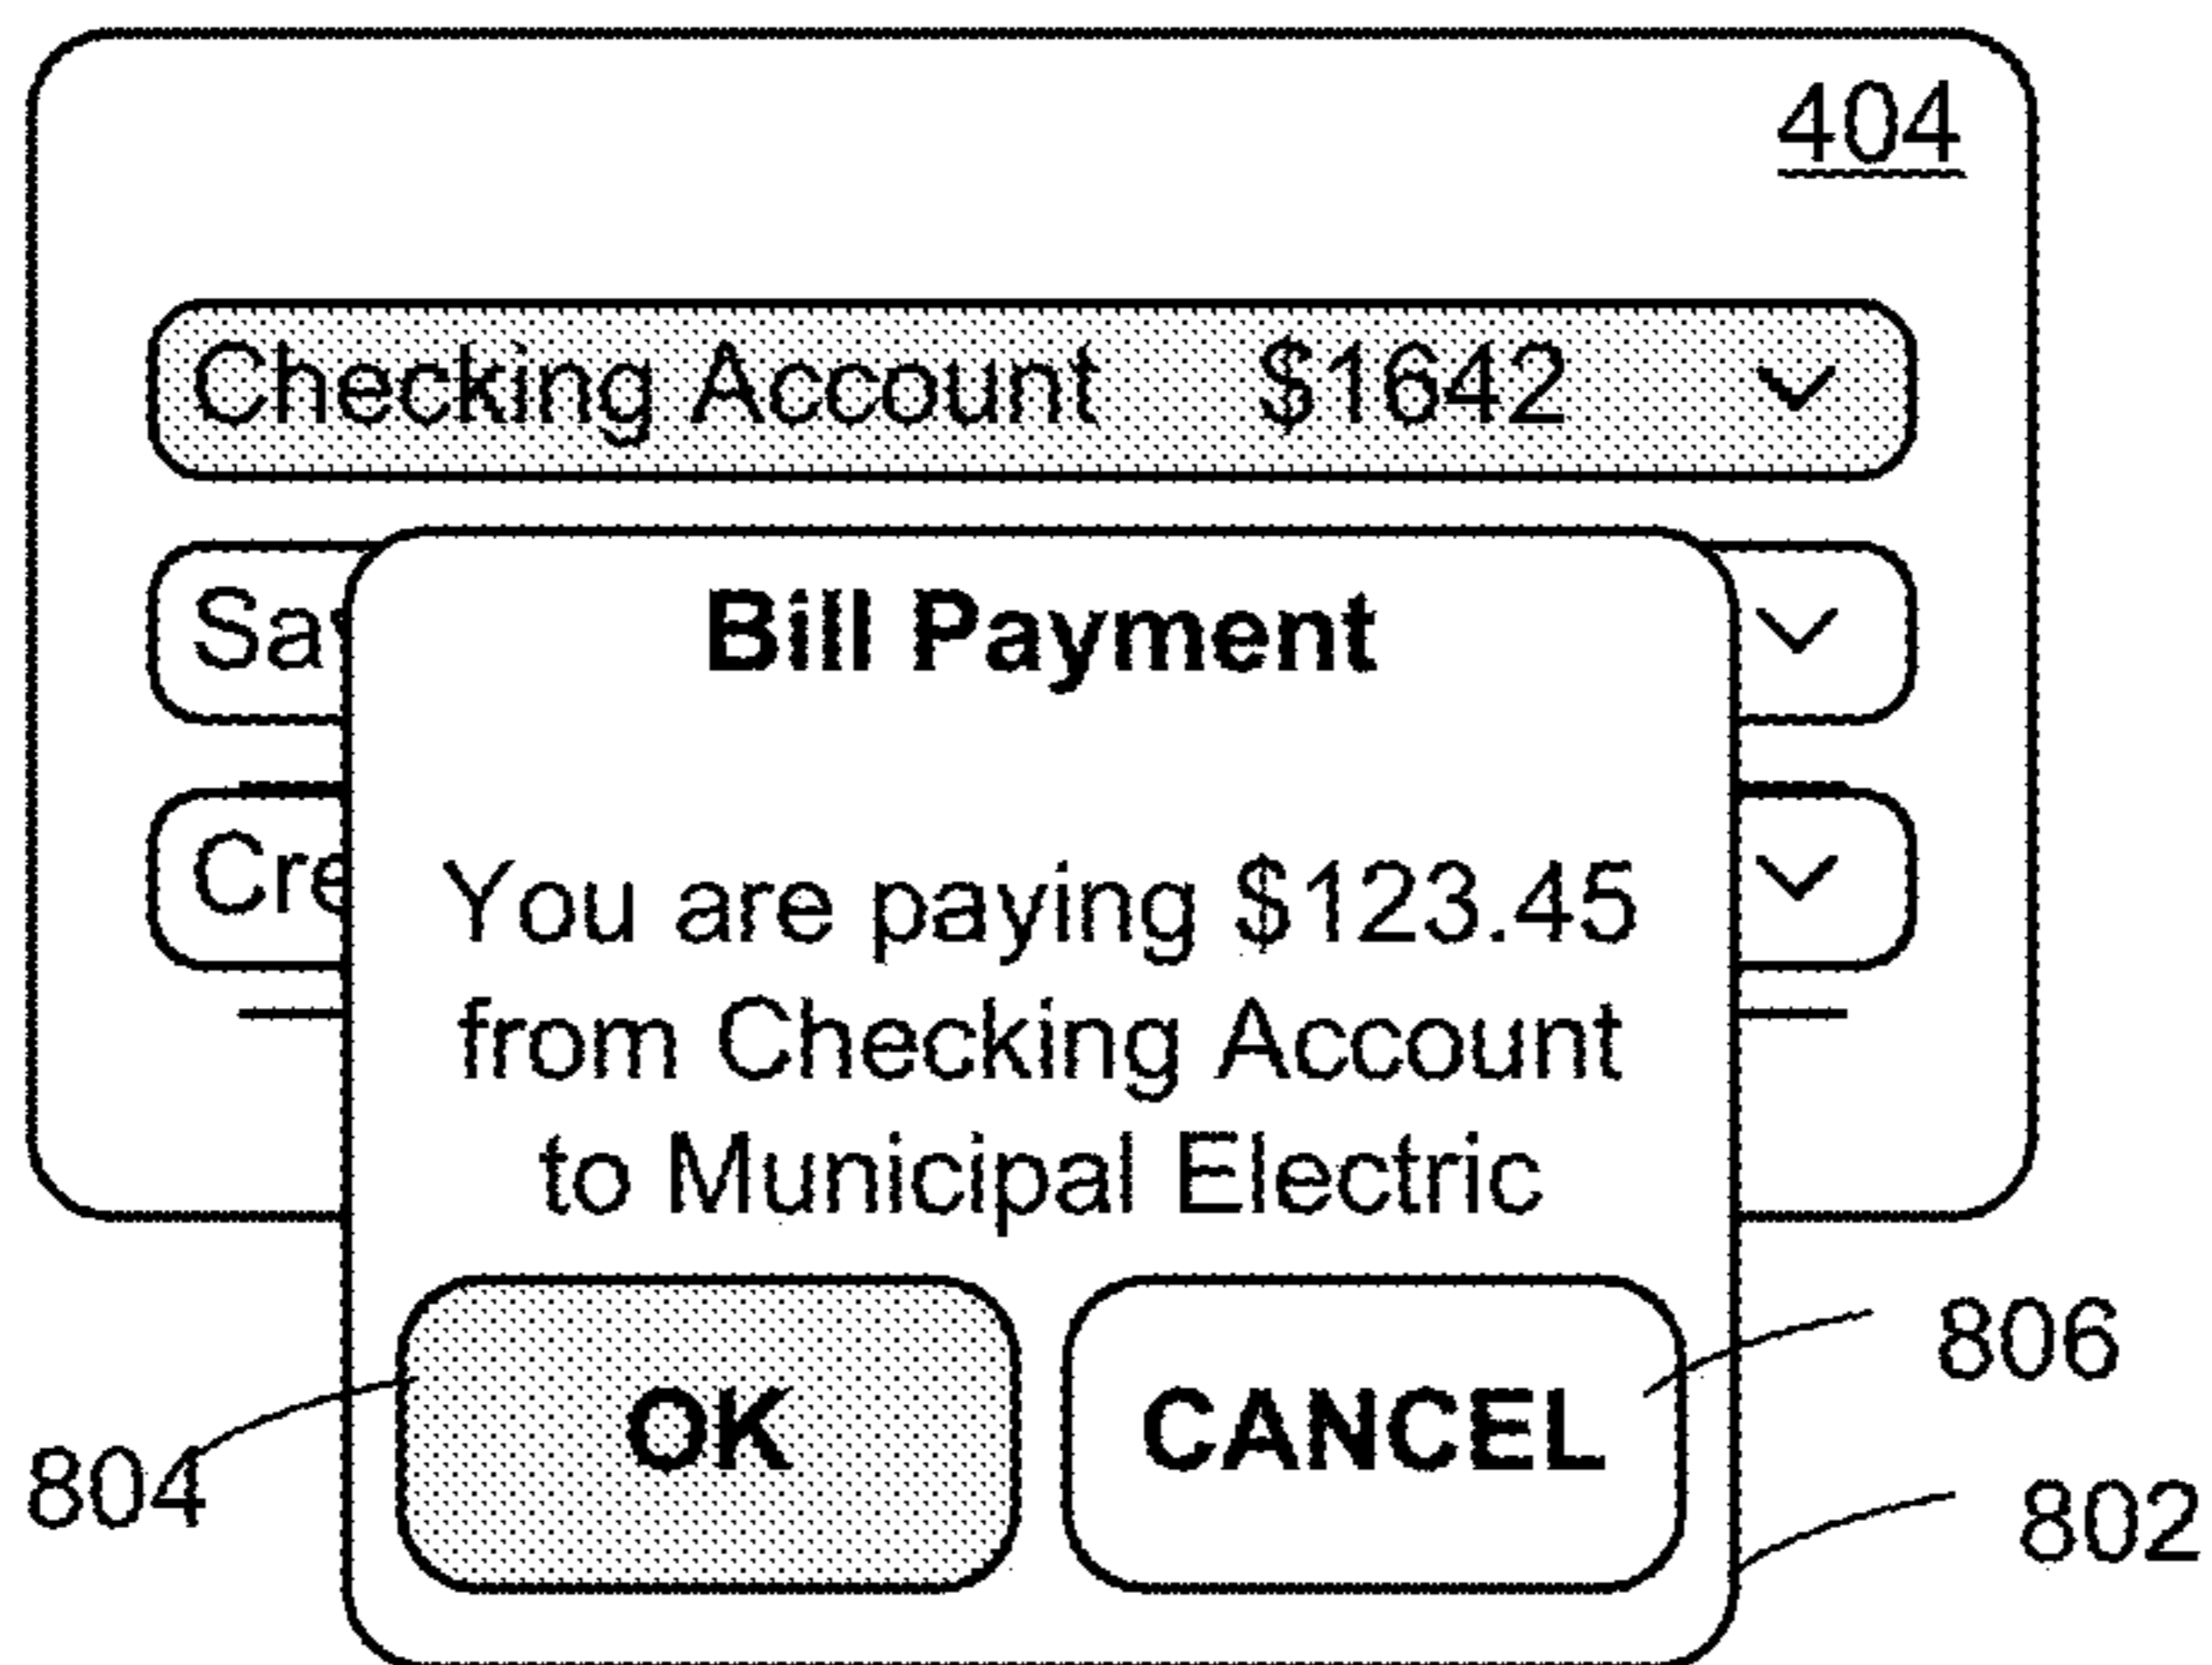 404
Checking Account $1642
Sav
Bill Payment
Cre
You are paying $123.45
from Checking Account
to Municipal Electric
OK
CANCEL
806
804
802